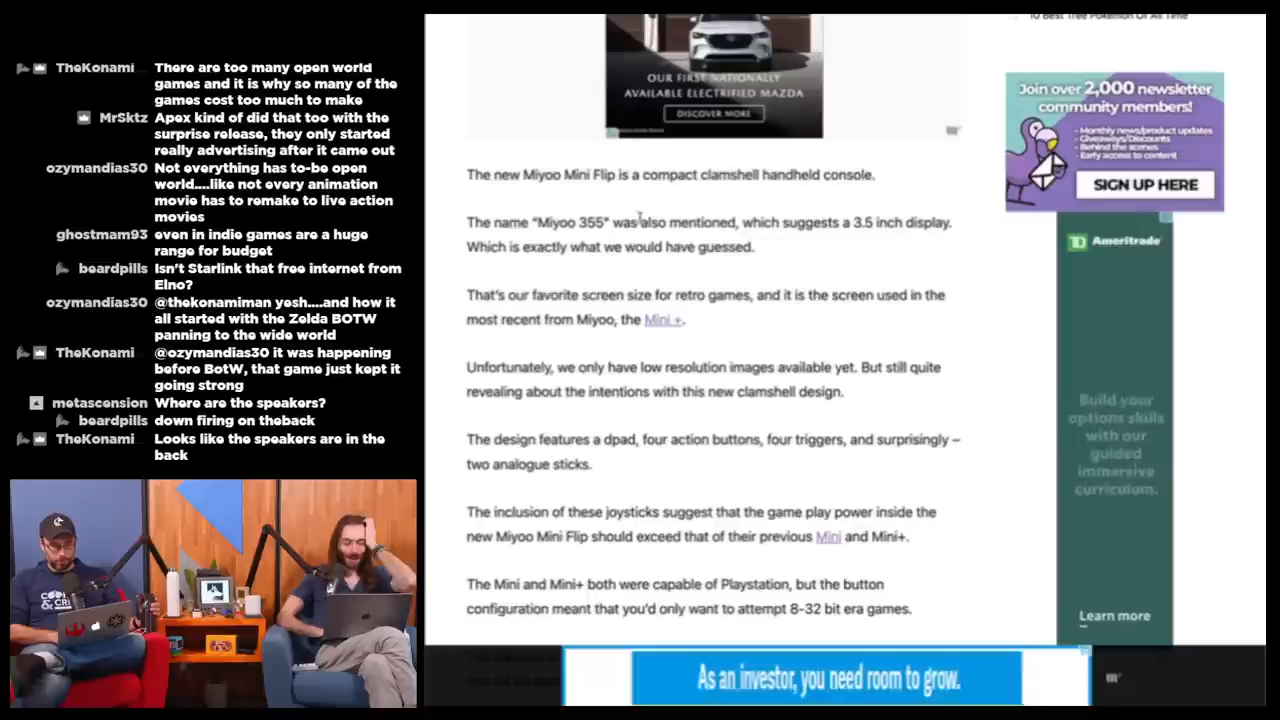 TheKonami There are too many open world
games and it is why so many of the
games cost too much to make
MrSktz Apex kind of did that too with the
surprise release, they only started
really advertising after it came out
ozymandias30 Not everything has to-be open
world....like not every animation
movie has to remake to live action
movies
ghostmam93 even in indie games are a huge
range for budget
beardpills Isn't Starlink that free internet from
Elno?
ozymandias30 @thekonamiman yesh....and how it
all started with the Zelda BOTW
panning to the wide world
TheKonami @ozymandias30 it was happening
before BotW, that game just kept it
going strong
metascension Where are the speakers?
beardpills down firing on theback
TheKonami Looks like the speakers are in the
back
OUR FIRST NATIONALLY
AVAILABLE ELECTRIFIED MAZDA
DISCOVER MORE
The new Miyoo Mini Flip is a compact clamshell handheld console.
The name “Miyoo 355” was also mentioned, which suggests a 3.5 inch display.
Which is exactly what we would have guessed.
That’s our favorite screen size for retro games, and it is the screen used in the
most recent from Miyoo, the Mini +.
Unfortunately, we only have low resolution images available yet. But still quite
revealing about the intentions with this new clamshell design.
The design features a dpad, four action buttons, four triggers, and surprisingly –
two analogue sticks.
The inclusion of these joysticks suggest that the game play power inside the
new Miyoo Mini Flip should exceed that of their previous Mini and Mini+.
The Mini and Mini+ both were capable of Playstation, but the button
configuration meant that you’d only want to attempt 8-32 bit era games.
10 Best Tree Pokemon Of All Time
Join over 2,000 newsletter
community members!
- Monthly news/product updates
- Giveaways/Discounts
- Behind the scenes
- Early access to content
SIGN UP HERE
TD Ameritrade
Build your
options skills
with our
guided
immersive
curriculum.
Learn more
As an investor, you need room to grow.